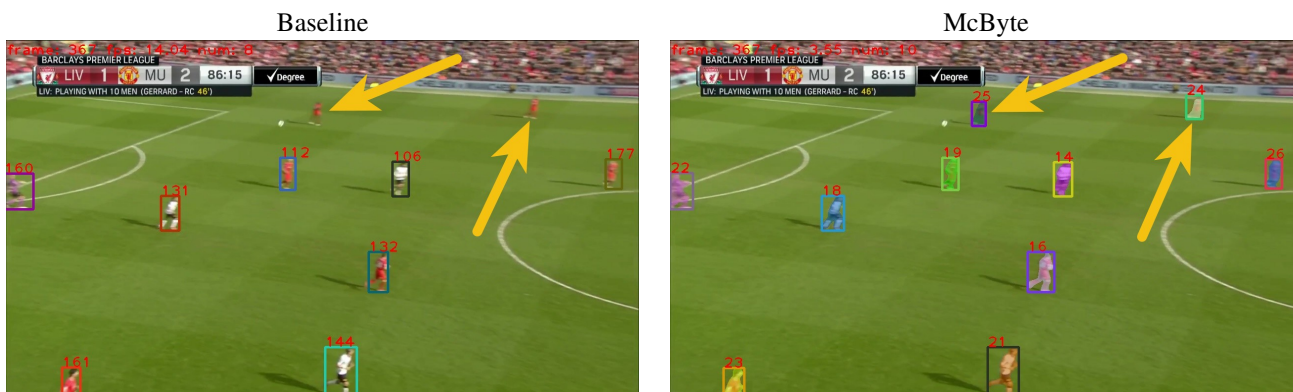 Baseline
McByte
frame: 367 fps: 14.04 num: 8
BARCLAYS PREMIER LEAGUE
LIV 1 MU 2 86:15 Degree
LIV: PLAYING WITH 10 MEN (GERRARD - RC 46')
112
106
160
177
131
132
144
161
frame: 367 fps: 3.55 num: 10
BARCLAYS PREMIER LEAGUE
LIV 1 MU 2 86:15 Degree
LIV: PLAYING WITH 10 MEN (GERRARD - RC 46')
25
24
19
14
22
26
18
16
21
23